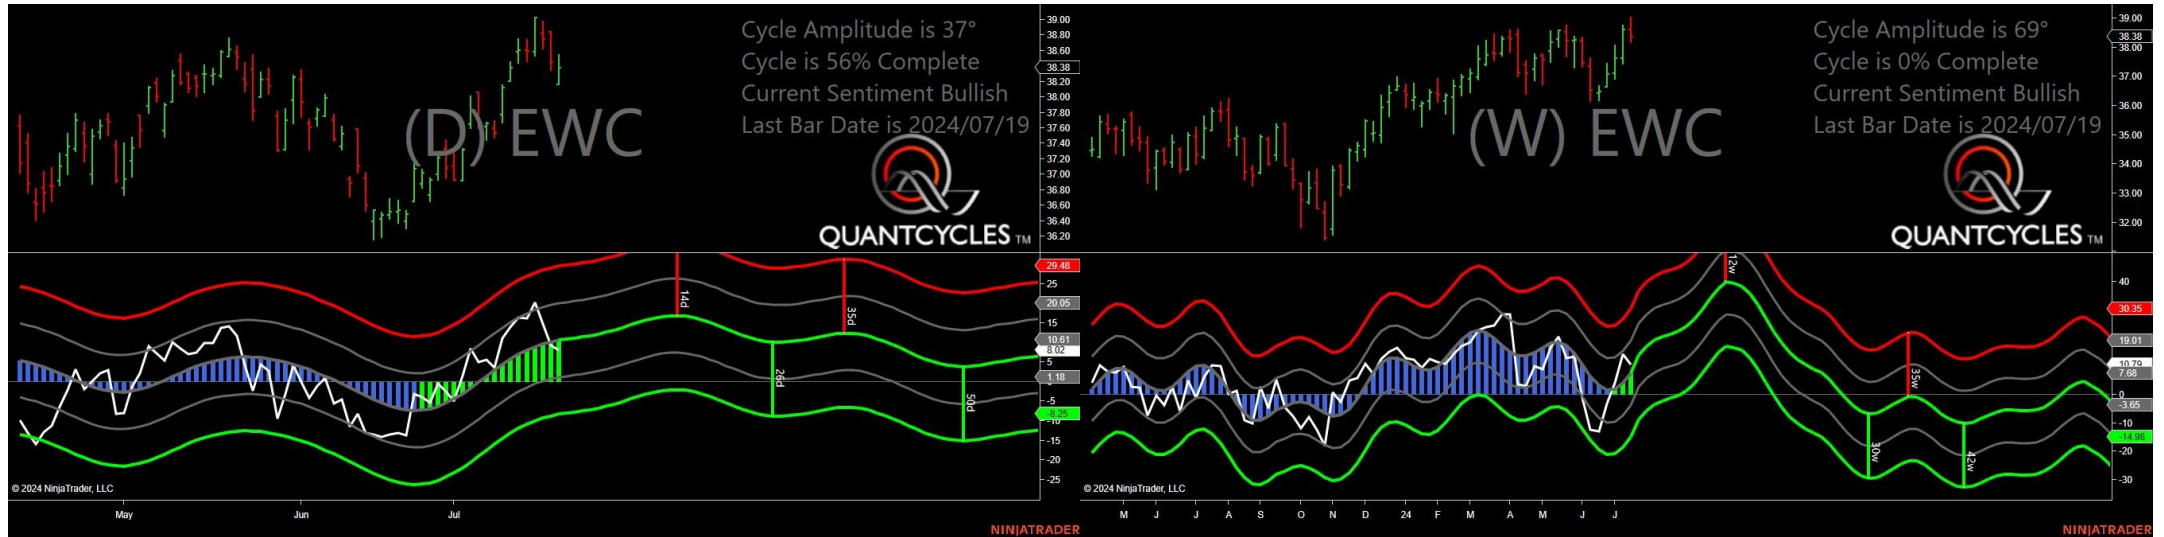 Cycle Amplitude is 37°
Cycle is 56% Complete
Current Sentiment Bullish
Last Bar Date is 2024/07/19
(D) EWC
QUANTCYCLES TM
39.00
38.80
38.60
38.38
38.20
38.00
37.80
37.60
37.40
37.20
37.00
36.80
36.60
36.40
36.20
29.48
25
20.05
15
10.61
8.02
5
1.18
-5
-8.25
-10
-15
-20
-25
14d
35d
26d
50d
© 2024 NinjaTrader, LLC
May Jun Jul
NINJATRADER
Cycle Amplitude is 69°
Cycle is 0% Complete
Current Sentiment Bullish
Last Bar Date is 2024/07/19
(W) EWC
QUANTCYCLES TM
39.00
38.38
38.00
37.00
36.00
35.00
34.00
33.00
32.00
40
30.35
19.01
10.79
7.68
0
-3.65
-10
-14.98
-30
12w
35w
30w
42w
© 2024 NinjaTrader, LLC
M J J A S O N D 24 F M A M J J
NINJATRADER